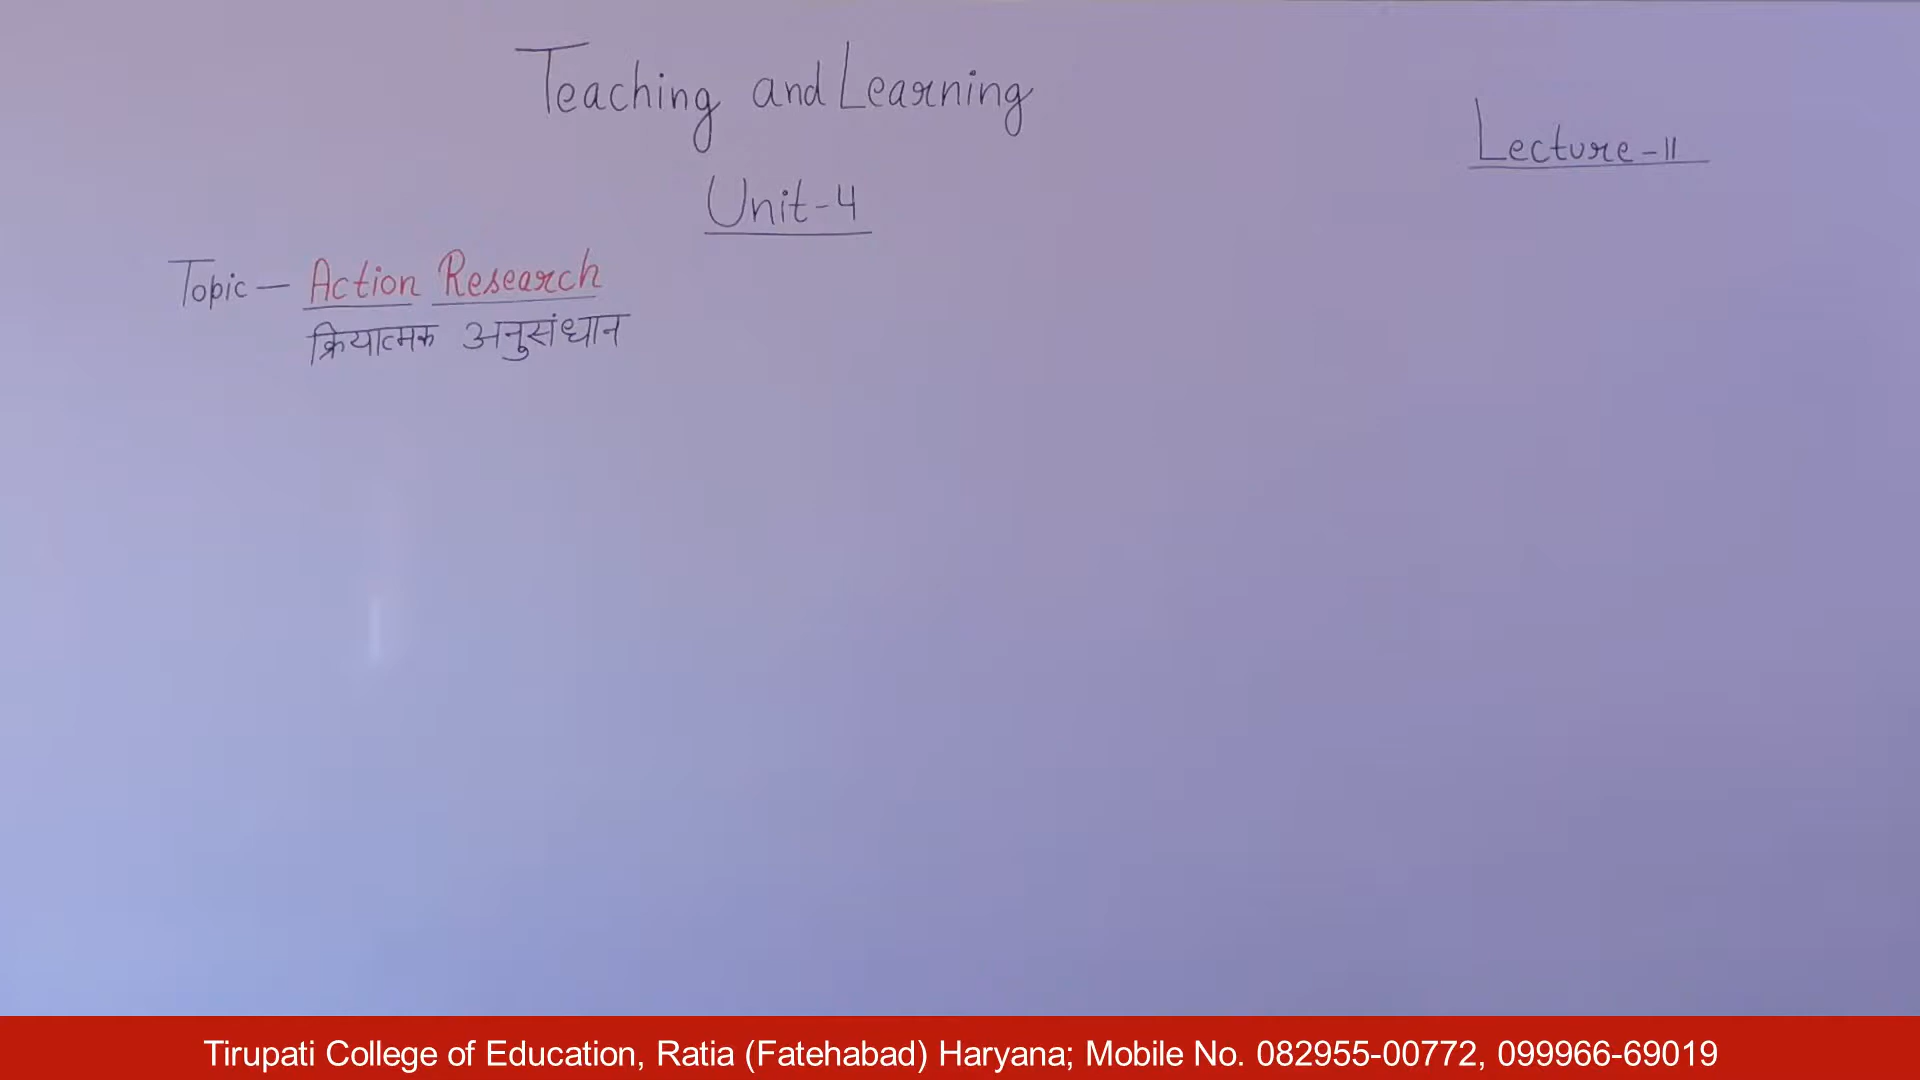 Teaching and Learning
Lecture-11
Unit-4
Topic — Action Research
क्रियात्मक अनुसंधान
Tirupati College of Education, Ratia (Fatehabad) Haryana; Mobile No. 082955-00772, 099966-69019